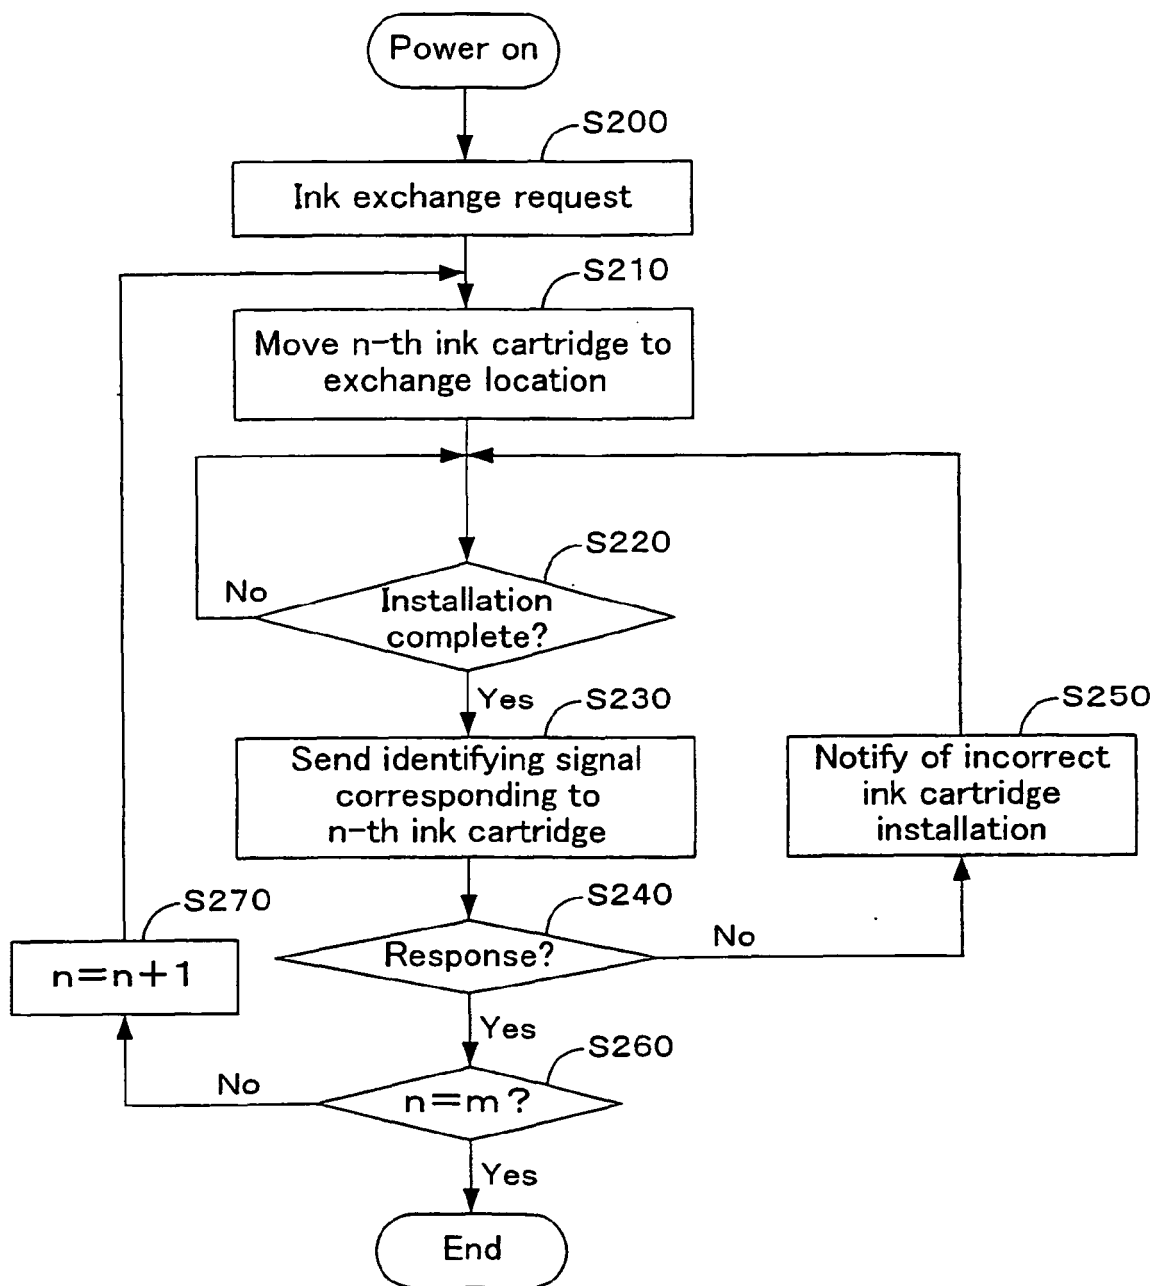 Power on
S200
Ink exchange request
S210
Move n-th ink cartridge to
exchange location
S220
No
Installation
complete?
Yes
S230
Send identifying signal
corresponding to
n-th ink cartridge
S250
Notify of incorrect
ink cartridge
installation
S240
Response?
No
S270
n=n+1
Yes
S260
No
n=m?
Yes
End